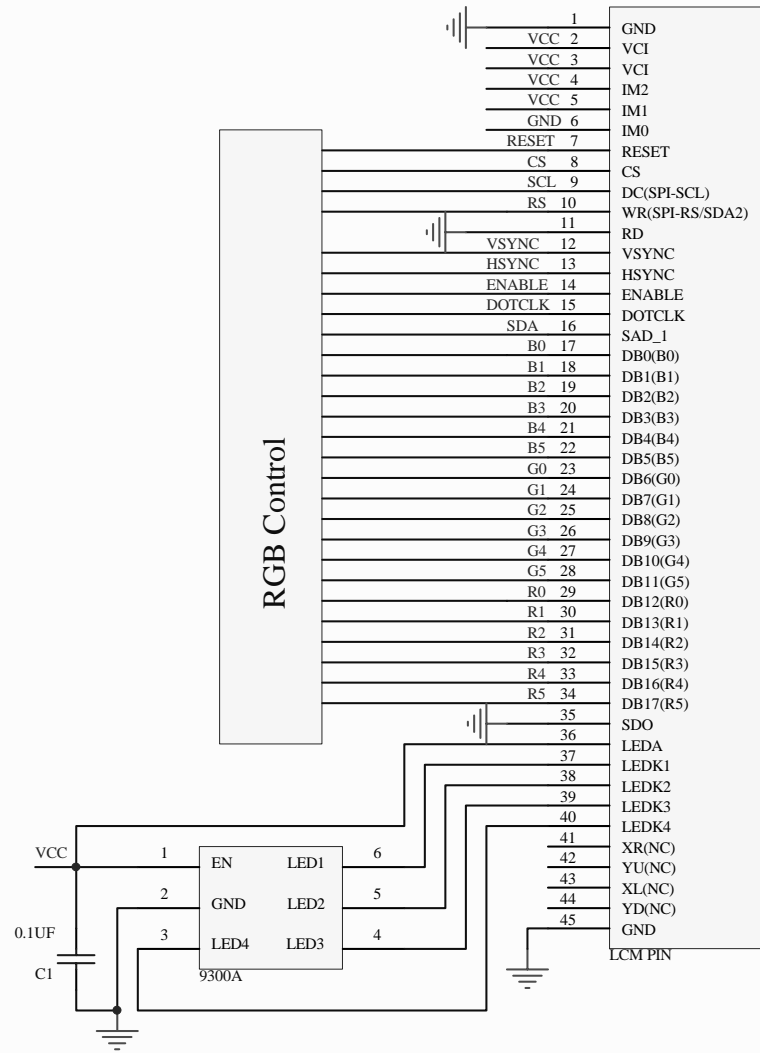 1 GND
VCC 2 VCI
VCC 3 VCI
VCC 4 IM2
VCC 5 IM1
GND 6 IM0
RESET 7 RESET
CS 8 CS
SCL 9 DC(SPI-SCL)
RS 10 WR(SPI-RS/SDA2)
11 RD
VSYNC 12 VSYNC
HSYNC 13 HSYNC
ENABLE 14 ENABLE
DOTCLK 15 DOTCLK
SDA 16 SAD_1
B0 17 DB0(B0)
B1 18 DB1(B1)
B2 19 DB2(B2)
B3 20 DB3(B3)
B4 21 DB4(B4)
B5 22 DB5(B5)
G0 23 DB6(G0)
G1 24 DB7(G1)
G2 25 DB8(G2)
G3 26 DB9(G3)
G4 27 DB10(G4)
G5 28 DB11(G5)
R0 29 DB12(R0)
R1 30 DB13(R1)
R2 31 DB14(R2)
R3 32 DB15(R3)
R4 33 DB16(R4)
R5 34 DB17(R5)
35 SDO
36 LEDA
37 LEDK1
38 LEDK2
39 LEDK3
40 LEDK4
41 XR(NC)
42 YU(NC)
43 XL(NC)
44 YD(NC)
45 GND
LCM PIN
RGB Control
VCC 1 EN LED1 6
2 GND LED2 5
3 LED4 LED3 4
9300A
0.1UF
C1